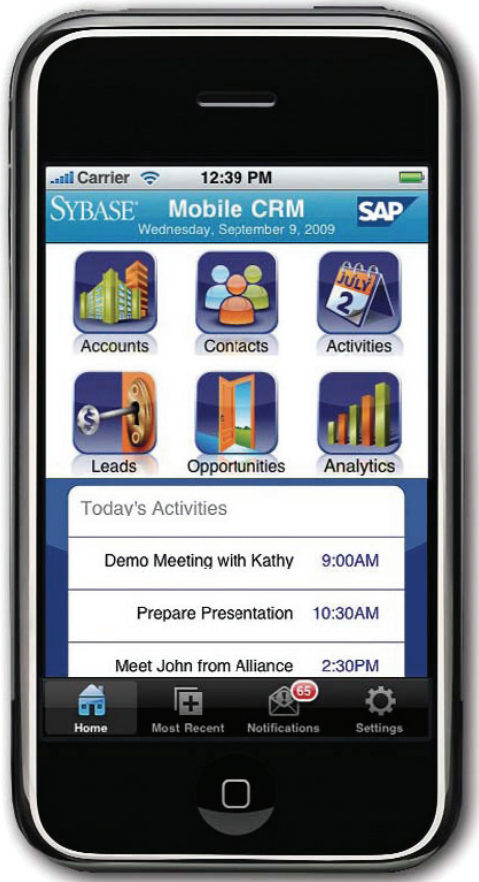 Carrier 12:39 PM
SYBASE® Mobile CRM SAP
Wednesday, September 9, 2009
JULY
2
Accounts Contacts Activities
$
Leads Opportunities Analytics
Today's Activities
Demo Meeting with Kathy 9:00AM
Prepare Presentation 10:30AM
Meet John from Alliance 2:30PM
65
Home Most Recent Notifications Settings